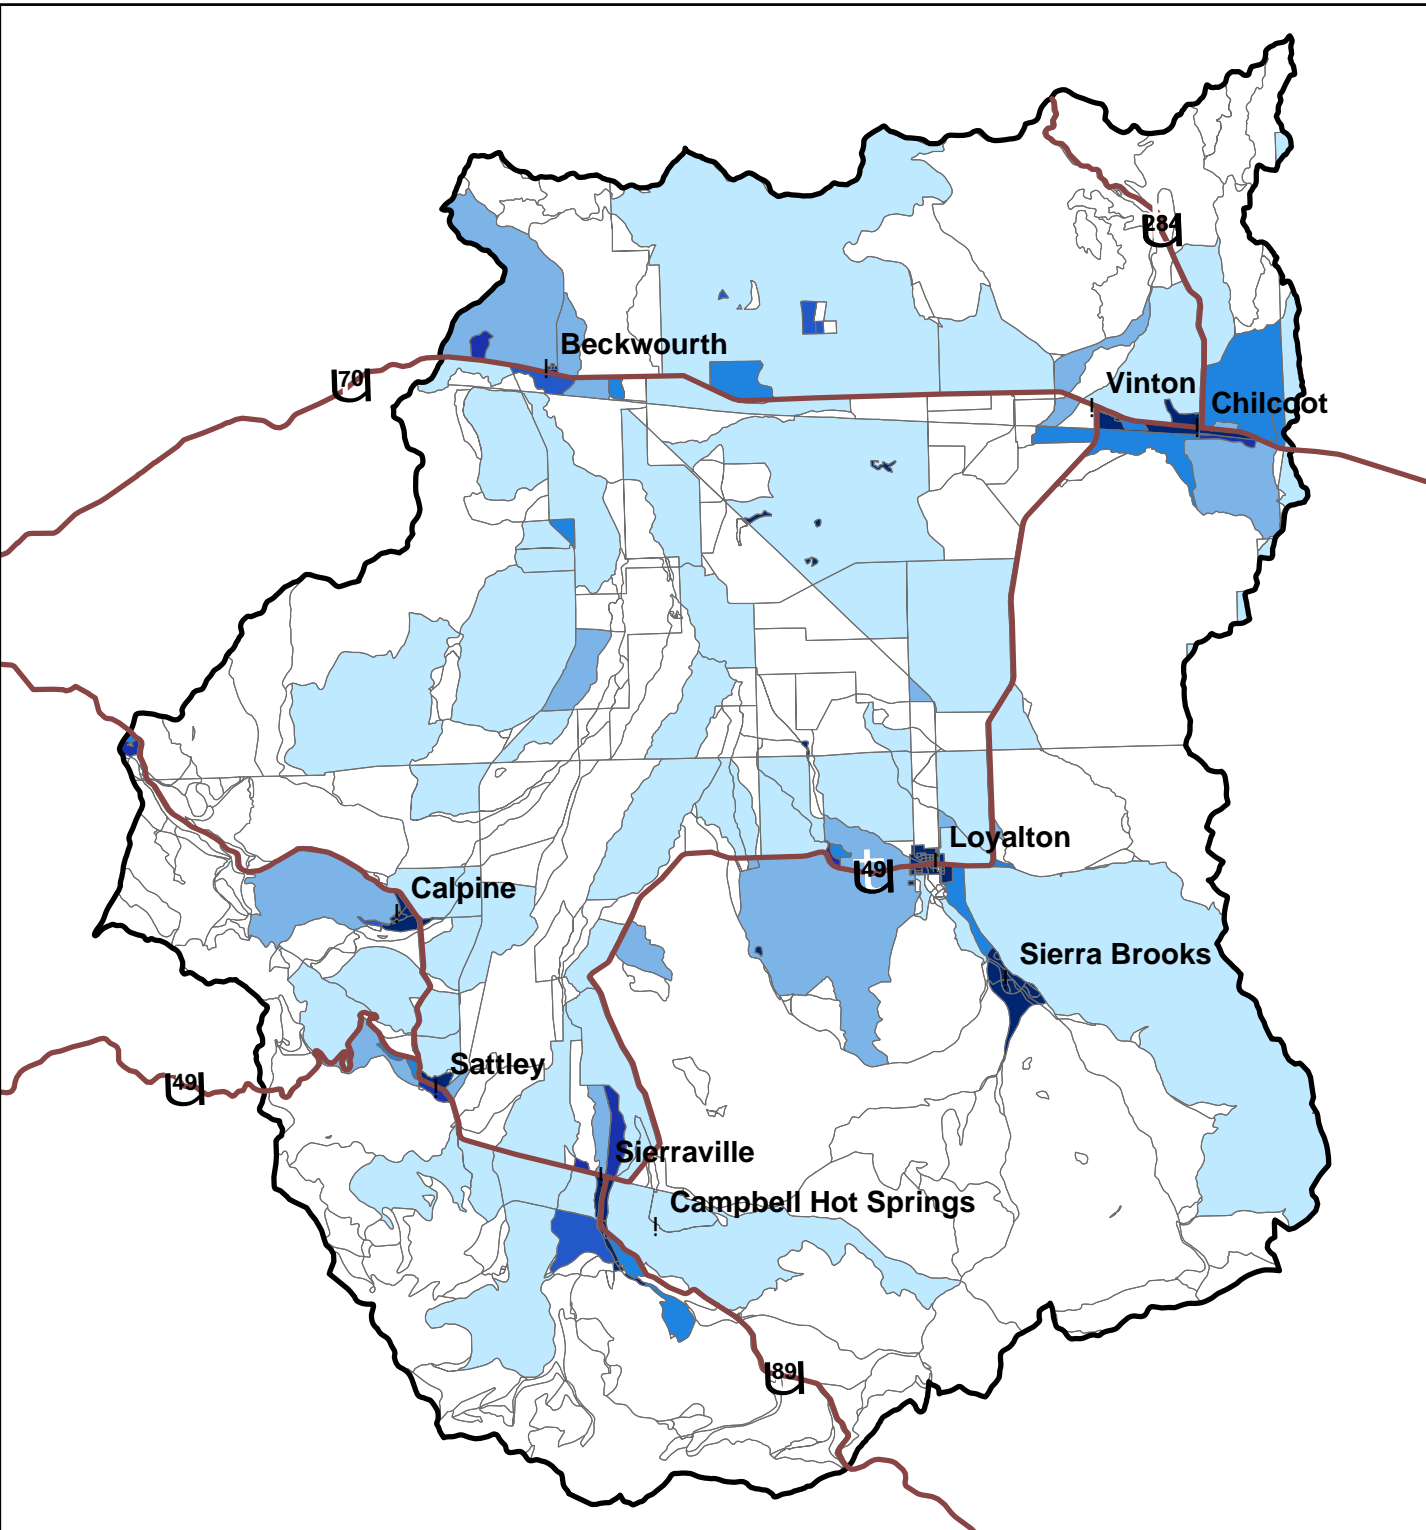 284
Beckwourth
70
Vinton
Chilcoot
Loyalton
49
Calpine
Sierra Brooks
Sattley
49
Sierraville
Campbell Hot Springs
89